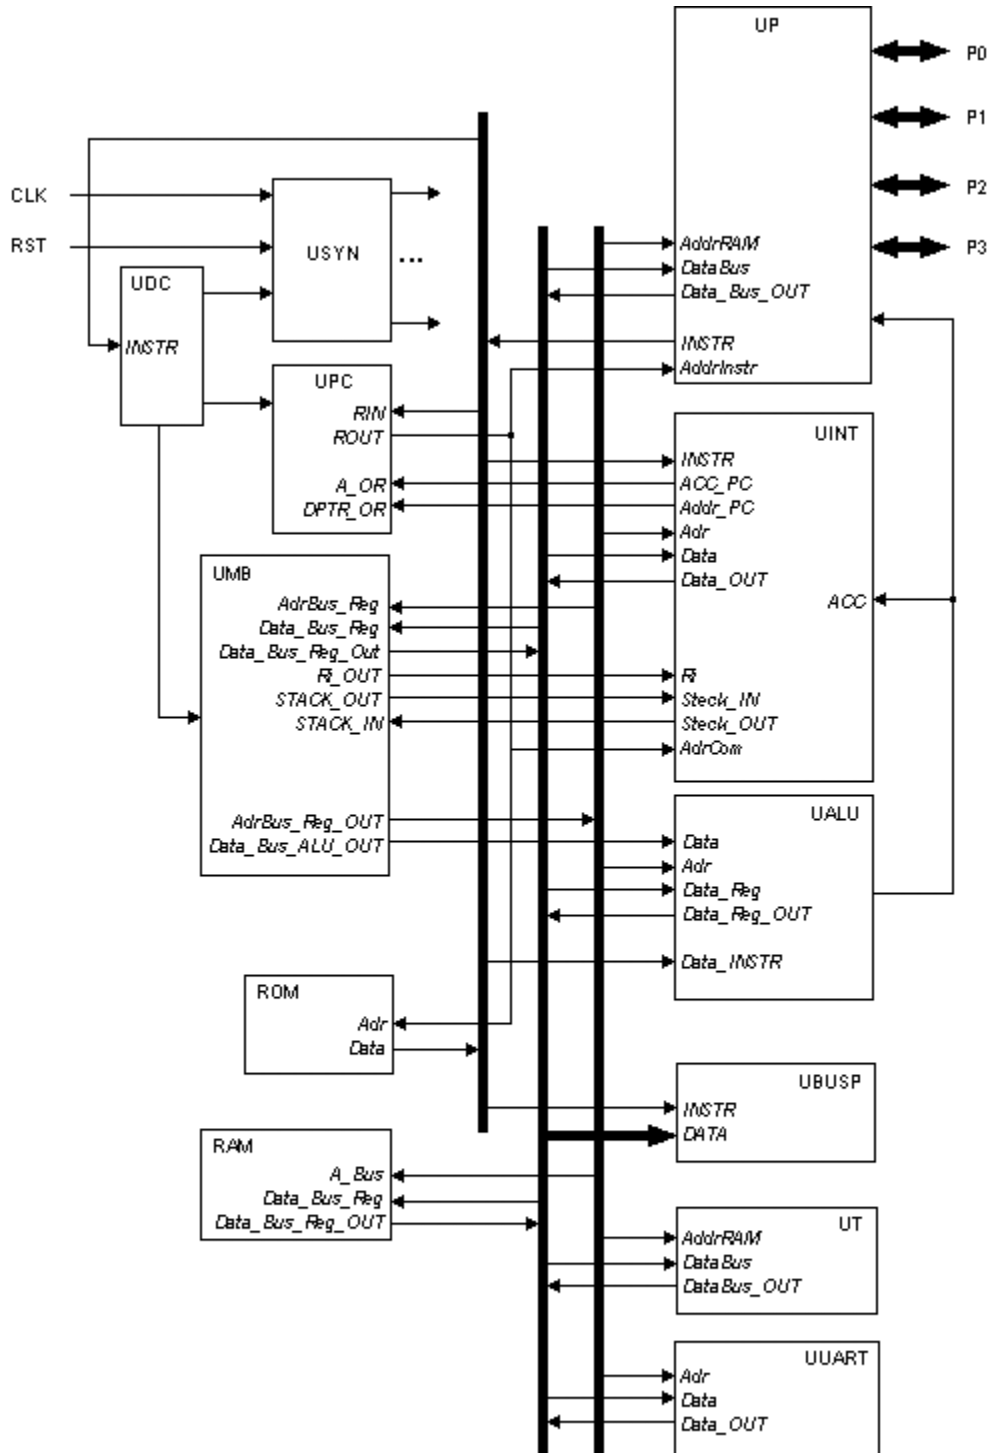 UP
P0
P1
P2
P3
AddrRAM
DataBus
Data_Bus_OUT
INSTR
AddrInstr
CLK
RST
USYN
...
UDC
INSTR
UPC
RIN
ROUT
A_OR
DPTR_OR
UINT
INSTR
ACC_PC
Addr_PC
Adr
Data
Data_OUT
ACC
Ri
Steck_IN
Steck_OUT
AdrCom
UMB
AdrBus_Reg
Data_Bus_Reg
Data_Bus_Reg_Out
Ri_OUT
STACK_OUT
STACK_IN
AdrBus_Reg_OUT
Data_Bus_ALU_OUT
UALU
Data
Adr
Data_Reg
Data_Reg_OUT
Data_INSTR
ROM
Adr
Data
UBUSP
INSTR
DATA
RAM
A_Bus
Data_Bus_Reg
Data_Bus_Reg_OUT
UT
AddrRAM
DataBus
DataBus_OUT
UUART
Adr
Data
Data_OUT